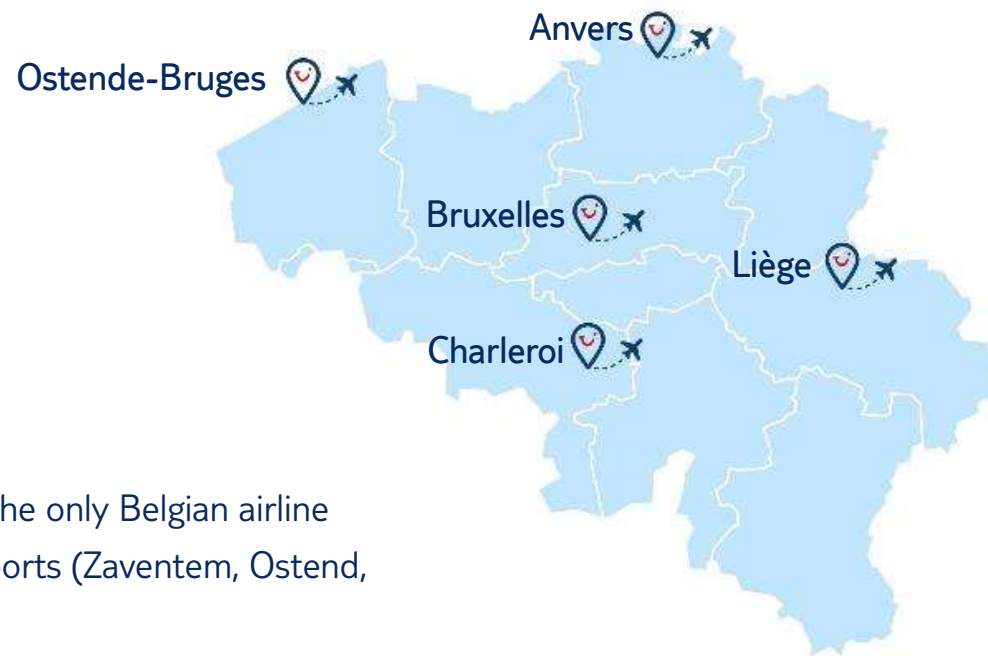 Anvers
Ostende-Bruges
Bruxelles
Liège
Charleroi
he only Belgian airline
orts (Zaventem, Ostend,